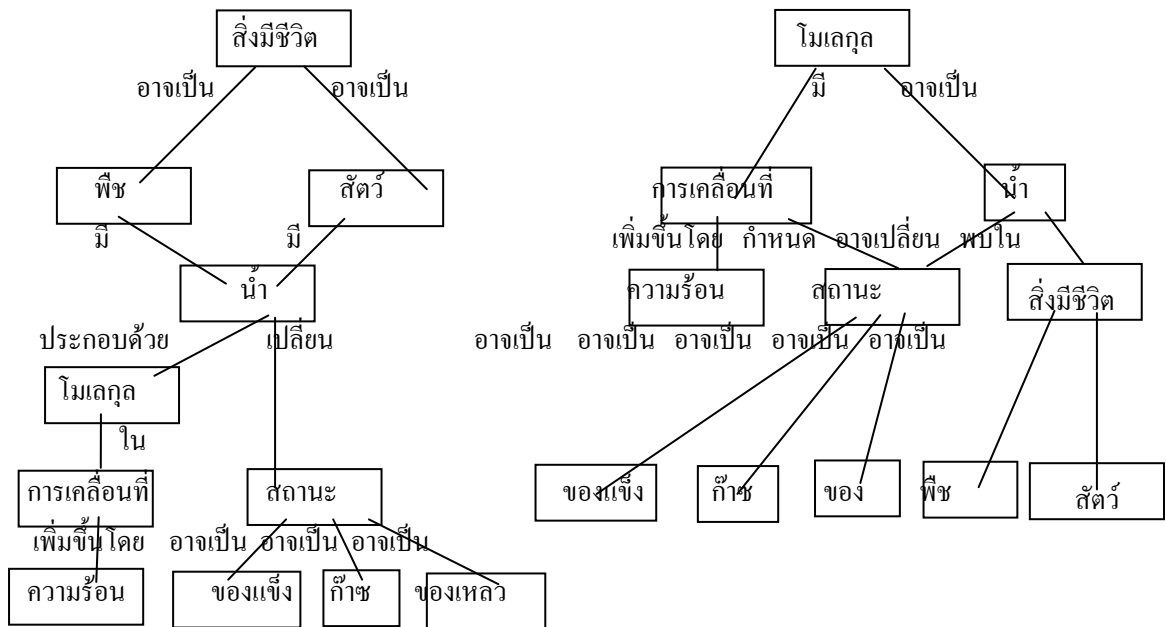 สิ่งมีชีวิต
อาจเป็น อาจเป็น
พืช สัตว์
มี มี
น้ำ
ประกอบด้วย เปลี่ยน
โมเลกุล
ใน
การเคลื่อนที่ สถานะ
เพิ่มขึ้นโดย อาจเป็น อาจเป็น อาจเป็น
ความร้อน ของแข็ง ก๊าซ ของเหลว
โมเลกุล
มี อาจเป็น
การเคลื่อนที่ น้ำ
เพิ่มขึ้นโดย กำหนด อาจเปลี่ยน พบใน
ความร้อน สถานะ สิ่งมีชีวิต
อาจเป็น อาจเป็น อาจเป็น อาจเป็น อาจเป็น
ของแข็ง ก๊าซ ของ พืช สัตว์